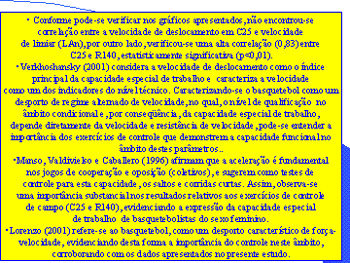 • Conforme pode-se verificar nos gráficos apresentados, não encontrou-se
correlação entre a velocidade de deslocamento em C25 e velocidade
de limiar (LAn), por outro lado, verificou-se uma alta correlação (0,83) entre
C25 e R140, estatisticamente significativa (p<0,01).
• Verkhoshansky (2001) considera a velocidade de deslocamento como o índice
principal da capacidade especial de trabalho e caracteriza a velocidade
como um dos indicadores do nível técnico. Caracterizando-se o basquetebol como um
desporto de regime alternado de velocidade, no qual, o nível de qualificação no
âmbito condicional e, por conseqüência, da capacidade especial de trabalho,
depende diretamente da velocidade e resistência de velocidade, pode-se entender a
importância dos exercícios de controle que demonstrem a capacidade funcional no
âmbito destes parâmetros..
•Manso, Valdivielso e Caballero (1996) afirmam que a aceleração é fundamental
nos jogos de cooperação e oposição (coletivos), e sugerem como testes de
controle para esta capacidade, os saltos e corridas curtas. Assim, observa-se
uma importância substancial nos resultados relativos aos exercícios de controle
de campo (C25 e R140), evidenciando a expressão da capacidade especial
de trabalho de basquetebolistas do sexo feminino.
•Lorenzo (2001) refere-se ao basquetebol, como um desporto característico de força-
velocidade, evidenciando desta forma a importância do controle neste âmbito,
corroborando com os dados apresentados no presente estudo.